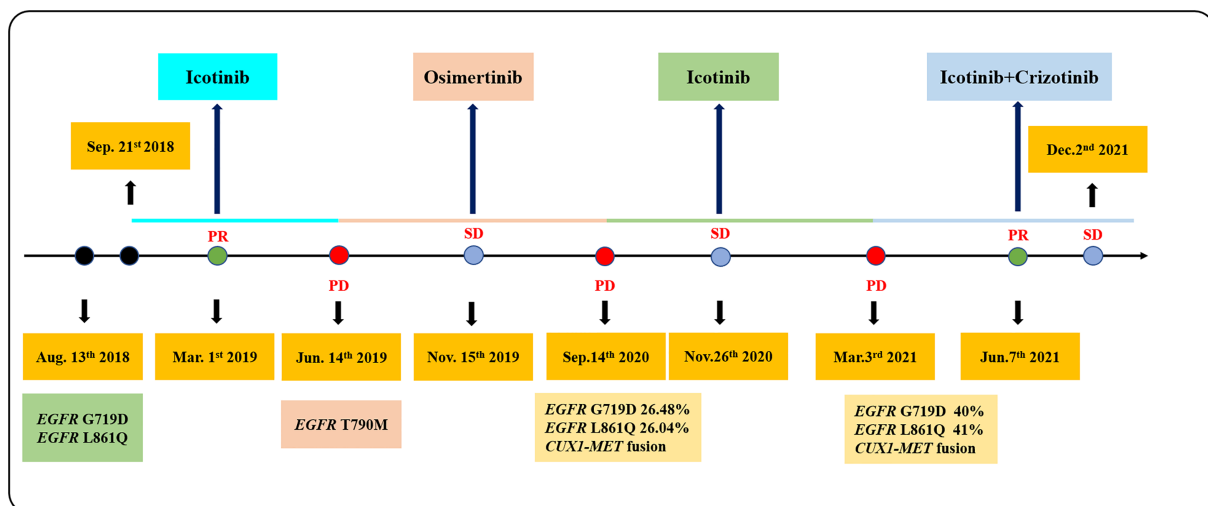 Icotinib
Osimertinib
Icotinib
Icotinib+Crizotinib
Sep. 21st 2018
Dec.2nd 2021
PR
SD
SD
PR
SD
PD
PD
PD
Aug. 13th 2018
Mar. 1st 2019
Jun. 14th 2019
Nov. 15th 2019
Sep.14th 2020
Nov.26th 2020
Mar.3rd 2021
Jun.7th 2021
EGFR G719D
EGFR L861Q
EGFR T790M
EGFR G719D 26.48%
EGFR L861Q 26.04%
CUX1-MET fusion
EGFR G719D 40%
EGFR L861Q 41%
CUX1-MET fusion